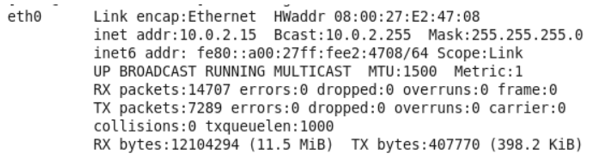 eth0 Link encap:Ethernet HWaddr 08:00:27:E2:47:08
inet addr:10.0.2.15 Bcast:10.0.2.255 Mask:255.255.255.0
inet6 addr: fe80::a00:27ff:fee2:4708/64 Scope:Link
UP BROADCAST RUNNING MULTICAST MTU:1500 Metric:1
RX packets:14707 errors:0 dropped:0 overruns:0 frame:0
TX packets:7289 errors:0 dropped:0 overruns:0 carrier:0
collisions:0 txqueuelen:1000
RX bytes:12104294 (11.5 MiB) TX bytes:407770 (398.2 KiB)